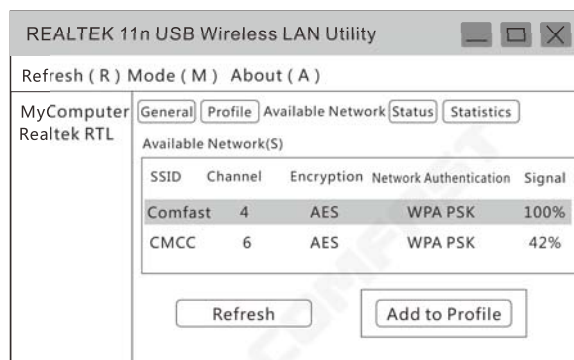 REALTEK 11n USB Wireless LAN Utility
Refresh ( R ) Mode ( M ) About ( A )
MyComputer
Realtek RTL
General Profile Available Network Status Statistics
Available Network(S)
SSID Channel Encryption Network Authentication Signal
Comfast 4 AES WPA PSK 100%
CMCC 6 AES WPA PSK 42%
Refresh Add to Profile
COMFAST